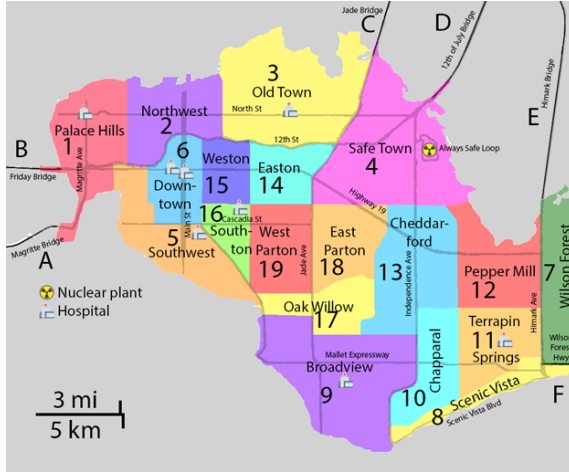 Jade Bridge
C
D
12th of July Bridge
Himark Bridge
E
3
Old Town
Northwest
2
North St
Palace Hills
1
Magritte Ave
12th St
Safe Town
4
Always Safe Loop
B
Friday Bridge
6
Down-
town
Weston
15
Easton
14
Highway 19
Magritte Bridge
A
Main St
5
Southwest
16
Cascadia St
South-
ton
West
Parton
19
Jade Ave
East
Parton
18
Cheddar-
ford
13
Independence Ave
Pepper Mill
12
Himark Ave
7
Wilson Forest
Nuclear plant
Hospital
Oak Willow
17
Terrapin
11
Springs
Wilson
Forest
Hwy
Mallet Expressway
Broadview
9
Chapparal
10
8
Scenic Vista
Scenic Vista Blvd
F
3 mi
5 km